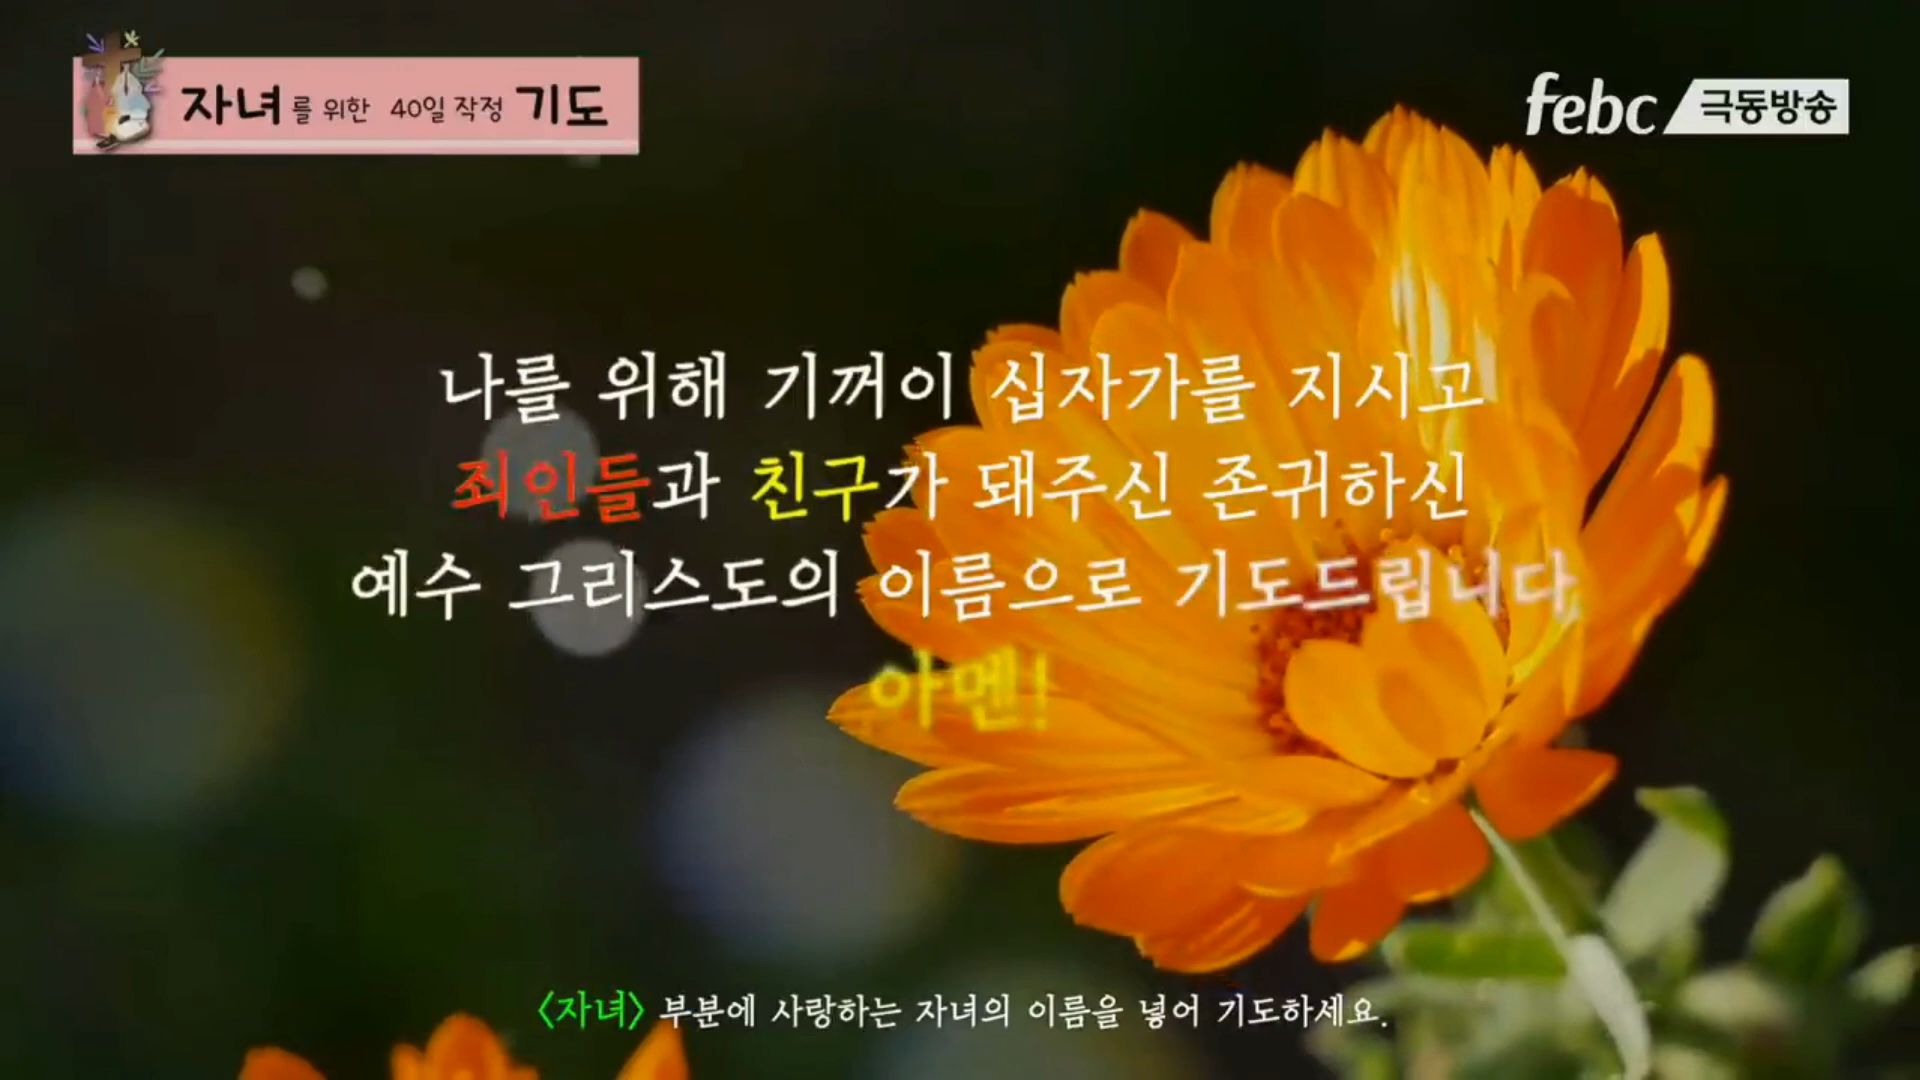 자녀를 위한 40일 작정 기도
febc 극동방송
나를 위해 기꺼이 십자가를 지시고
죄인들과 친구가 돼주신 존귀하신
예수 그리스도의 이름으로 기도드립니다.
아멘!
<자녀> 부분에 사랑하는 자녀의 이름을 넣어 기도하세요.